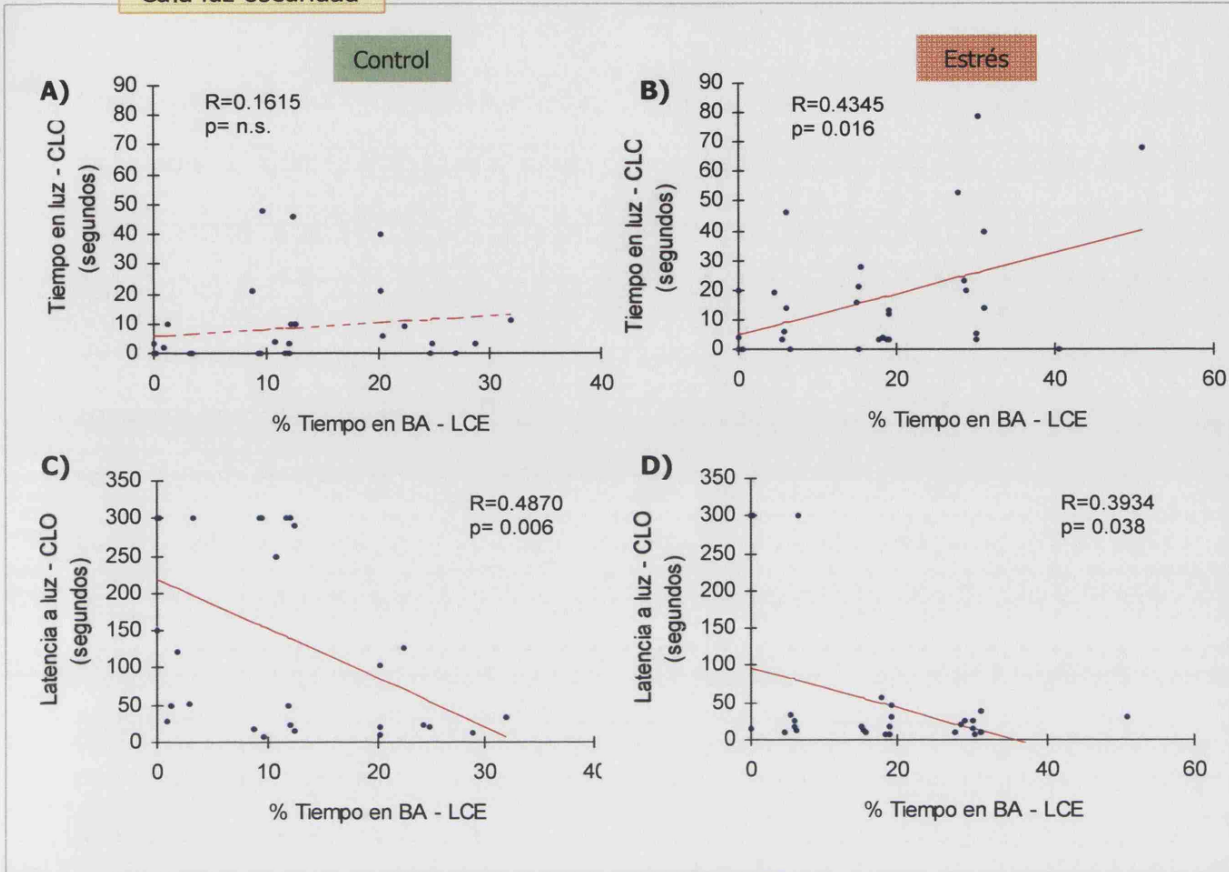 Control
Estrés
A)
R=0.1615
p= n.s.
Tiempo en luz - CLC
(segundos)
90
80
70
60
50
40
30
20
10
0
0 10 20 30 40
% Tiempo en BA - LCE
B)
R=0.4345
p= 0.016
Tiempo en luz - CLC
(segundos)
90
80
70
60
50
40
30
20
10
0
0 20 40 60
% Tiempo en BA - LCE
C)
R=0.4870
p= 0.006
Latencia a luz - CLO
(segundos)
350
300
250
200
150
100
50
0
0 10 20 30 40
% Tiempo en BA - LCE
D)
R=0.3934
p= 0.038
Latencia a luz - CLO
(segundos)
350
300
250
200
150
100
50
0
0 20 40 60
% Tiempo en BA - LCE